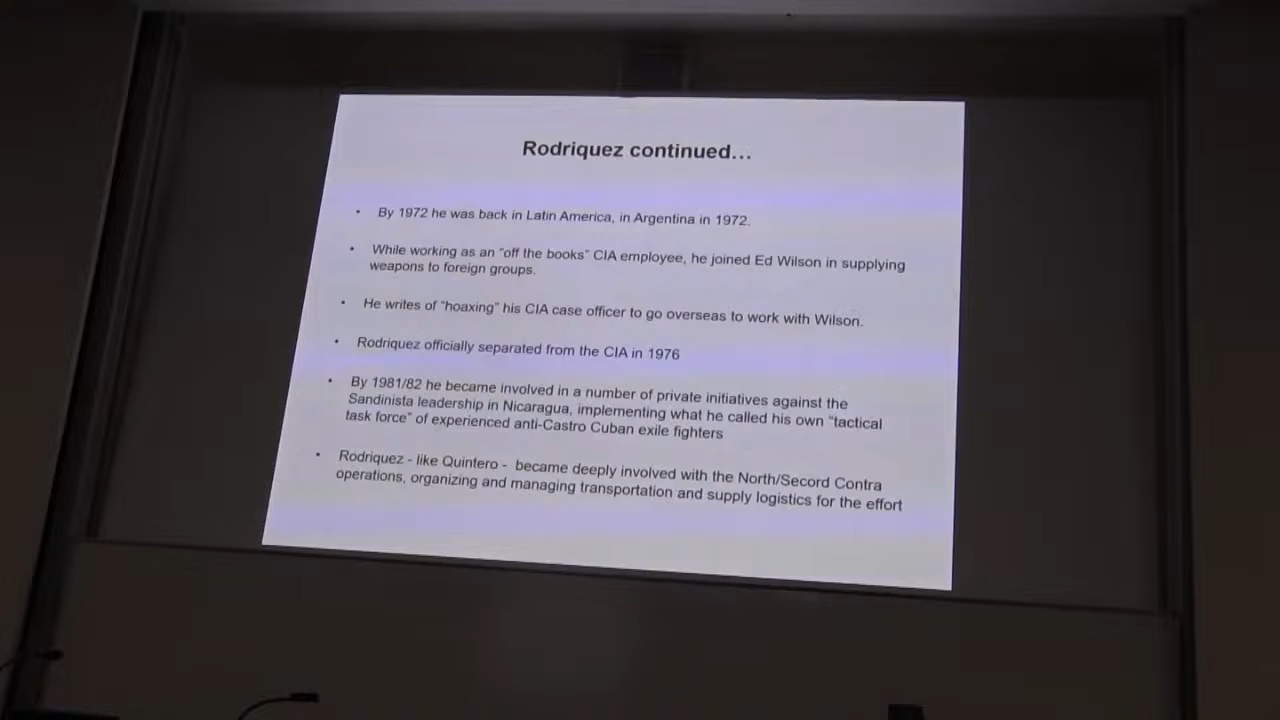 Rodriquez continued…
• By 1972 he was back in Latin America, in Argentina in 1972.
• While working as an “off the books” CIA employee, he joined Ed Wilson in supplying
weapons to foreign groups.
• He writes of “hoaxing” his CIA case officer to go overseas to work with Wilson.
• Rodriquez officially separated from the CIA in 1976
• By 1981/82 he became involved in a number of private initiatives against the
Sandinista leadership in Nicaragua, implementing what he called his own “tactical
task force” of experienced anti-Castro Cuban exile fighters
• Rodriquez - like Quintero - became deeply involved with the North/Secord Contra
operations, organizing and managing transportation and supply logistics for the effort